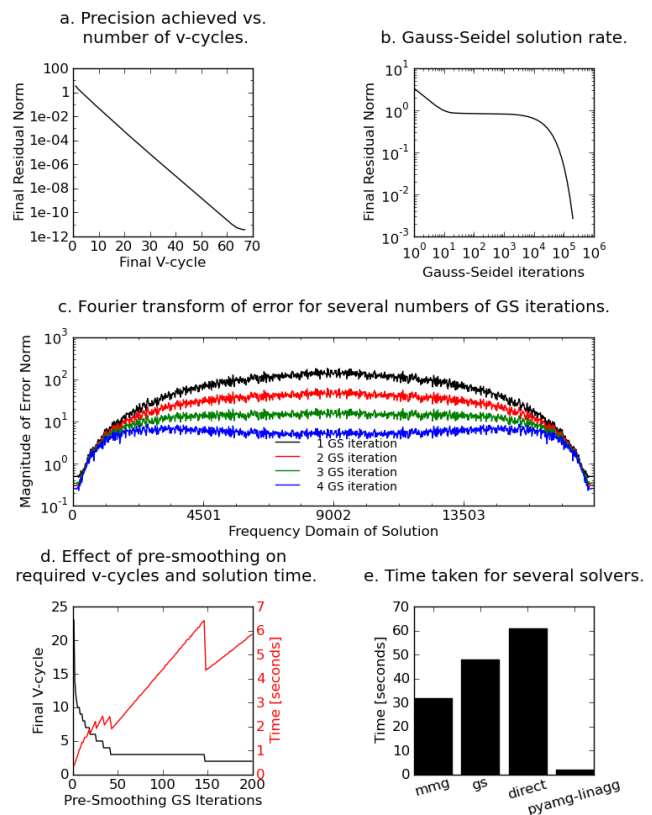 a. Precision achieved vs.
number of v-cycles.
100
1
1e-02
1e-04
1e-06
1e-08
1e-10
1e-12
Final Residual Norm
0 10 20 30 40 50 60 70
Final V-cycle
b. Gauss-Seidel solution rate.
10^1
10^0
10^-1
10^-2
10^-3
Final Residual Norm
10^0 10^1 10^2 10^3 10^4 10^5 10^6
Gauss-Seidel iterations
c. Fourier transform of error for several numbers of GS iterations.
10^3
10^2
10^1
10^0
10^-1
Magnitude of Error Norm
1 GS iteration
2 GS iteration
3 GS iteration
4 GS iteration
0 4501 9002 13503
Frequency Domain of Solution
d. Effect of pre-smoothing on
required v-cycles and solution time.
25
20
15
10
5
0
Final V-cycle
7
6
5
4
3
2
1
0
Time [seconds]
0 50 100 150 200
Pre-Smoothing GS Iterations
e. Time taken for several solvers.
70
60
50
40
30
20
10
0
Time [seconds]
mmg gs direct pyamg-linagg